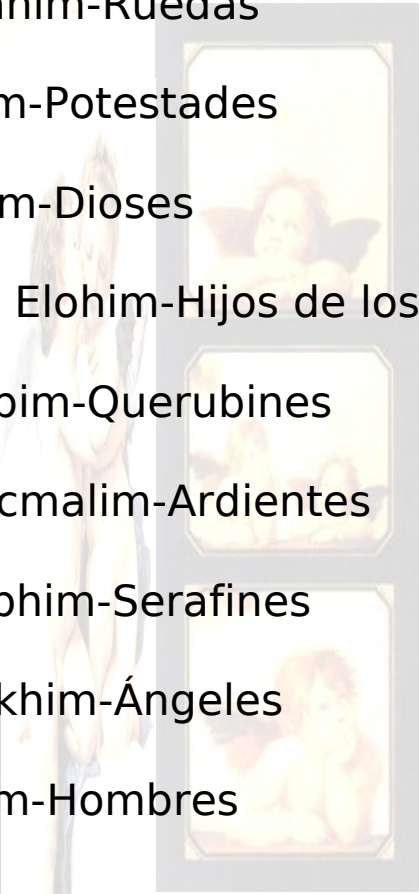 nim-Ruedas
m-Potestades
m-Dioses
Elohim-Hijos de los
bim-Querubines
cmalim-Ardientes
phim-Serafines
khim-Ángeles
m-Hombres